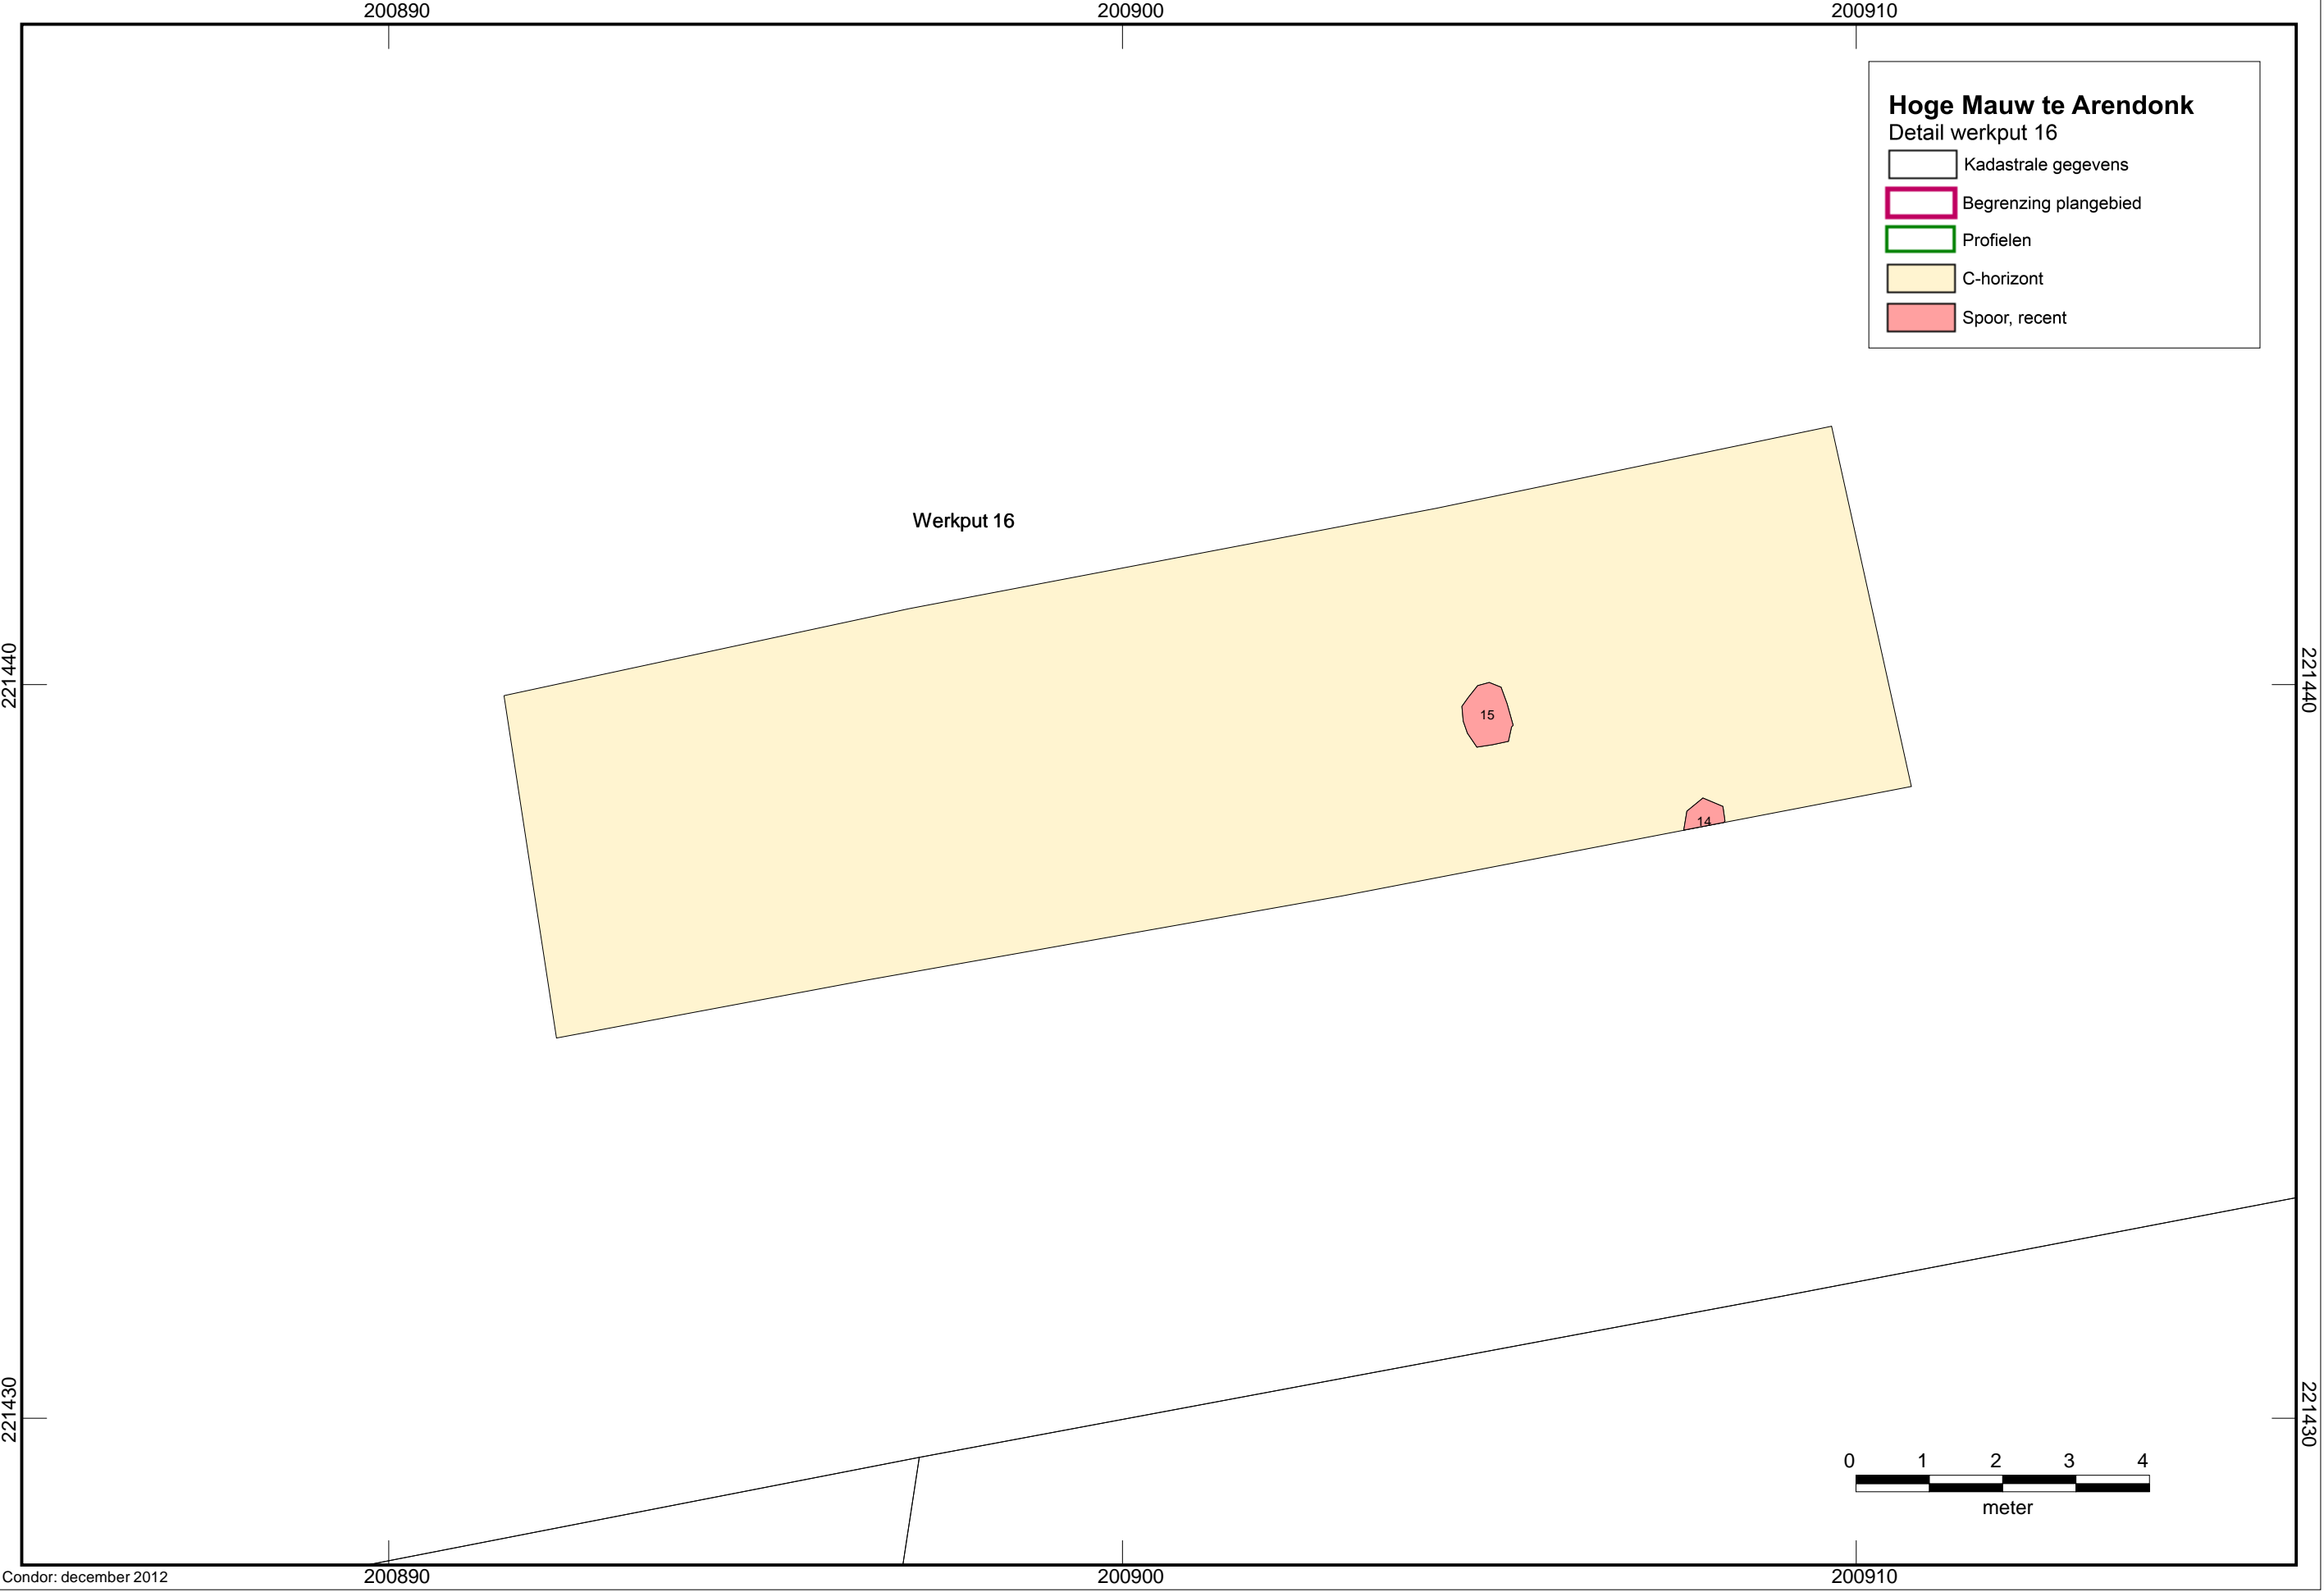 200890
200900
200910
Hoge Mauw te Arendonk
Detail werkput 16
Kadastrale gegevens
Begrenzing plangebied
Profielen
C-horizont
Spoor, recent
Werkput 16
221440
221440
15
14
221430
221430
0 1 2 3 4
meter
Condor: december 2012
200890
200900
200910